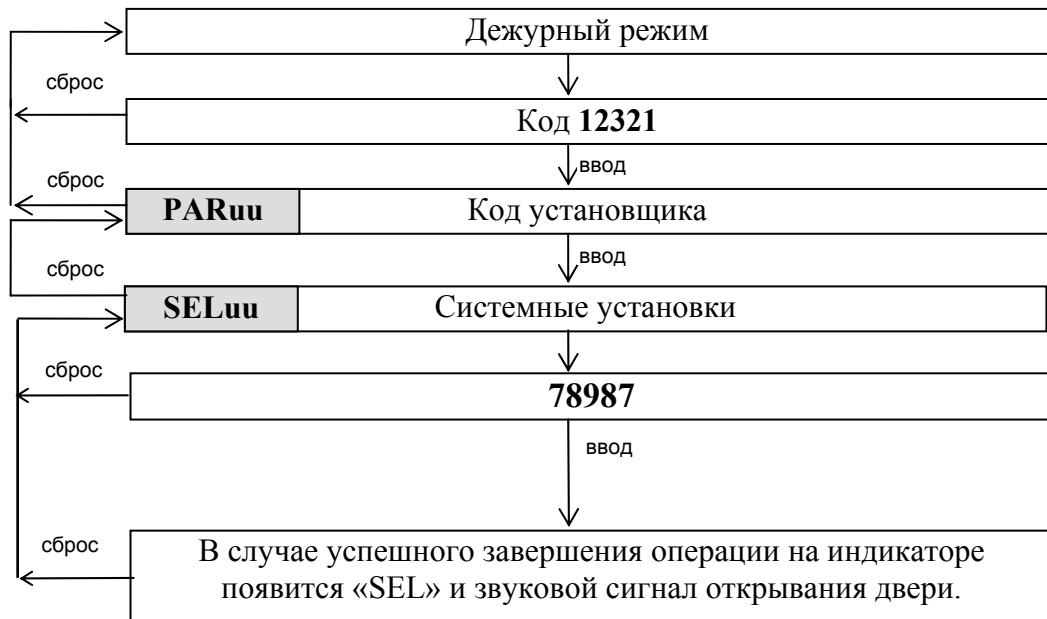 Дежурный режим
сброс
Код 12321
ввод
сброс
PARuu Код установщика
ввод
сброс
SELuu Системные установки
сброс
78987
ввод
сброс
В случае успешного завершения операции на индикаторе
появится «SEL» и звуковой сигнал открывания двери.